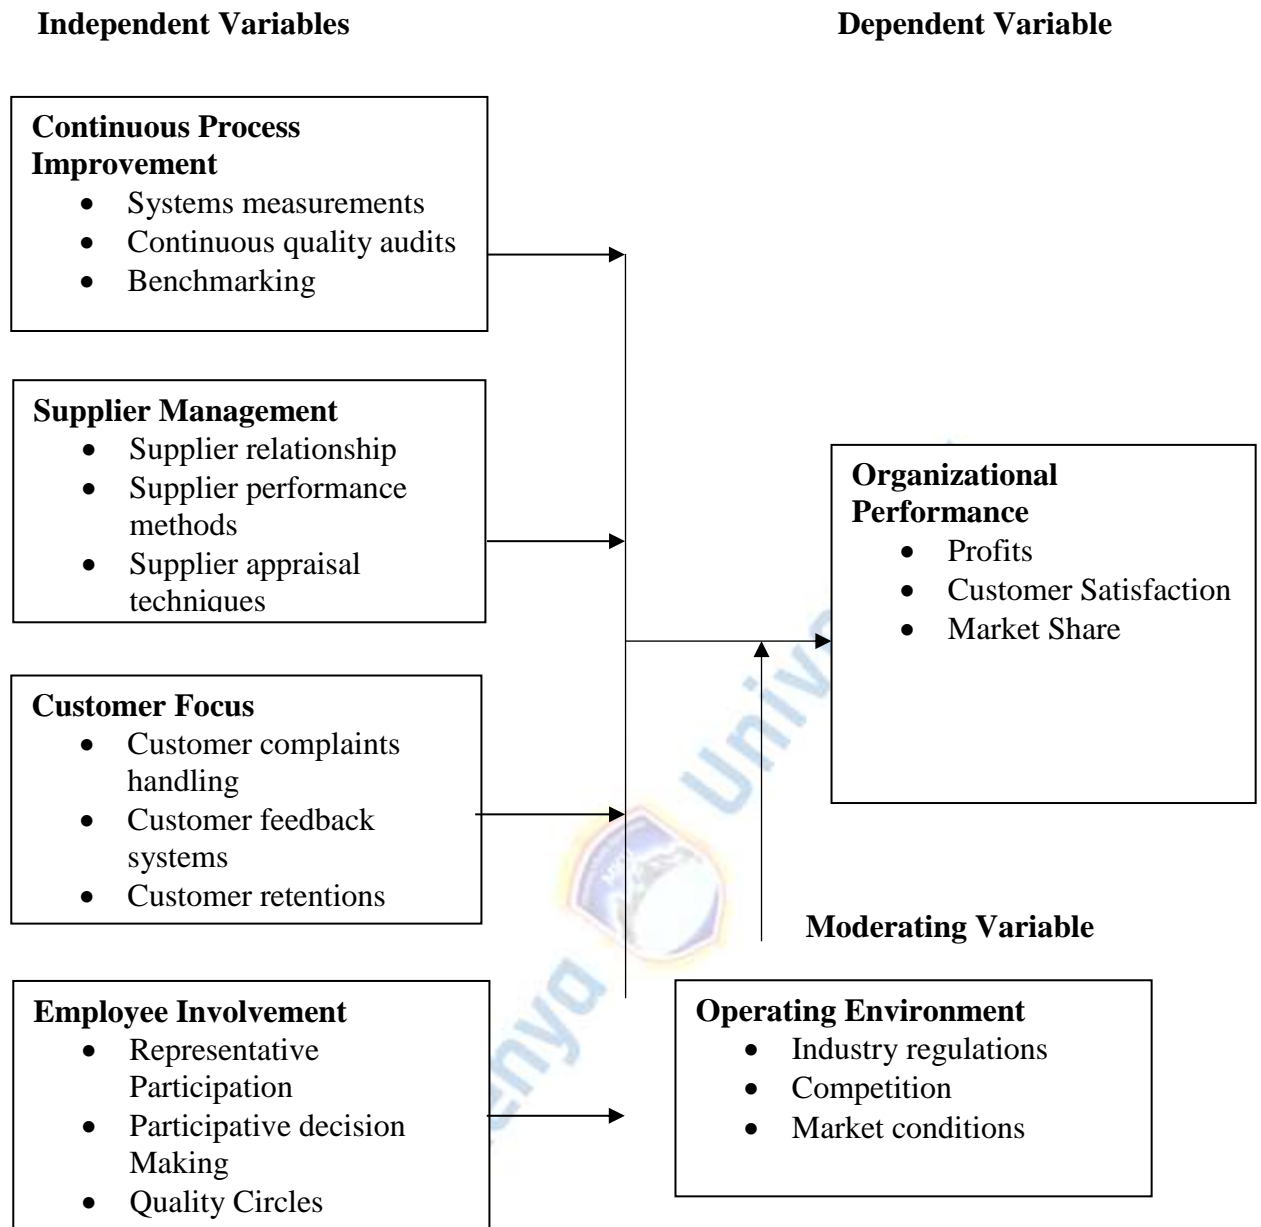 Independent Variables
Dependent Variable
Continuous Process
Improvement
• Systems measurements
• Continuous quality audits
• Benchmarking
Supplier Management
• Supplier relationship
• Supplier performance
methods
• Supplier appraisal
techniques
Organizational
Performance
• Profits
• Customer Satisfaction
• Market Share
Customer Focus
• Customer complaints
handling
• Customer feedback
systems
• Customer retentions
Moderating Variable
Employee Involvement
• Representative
Participation
• Participative decision
Making
• Quality Circles
Operating Environment
• Industry regulations
• Competition
• Market conditions